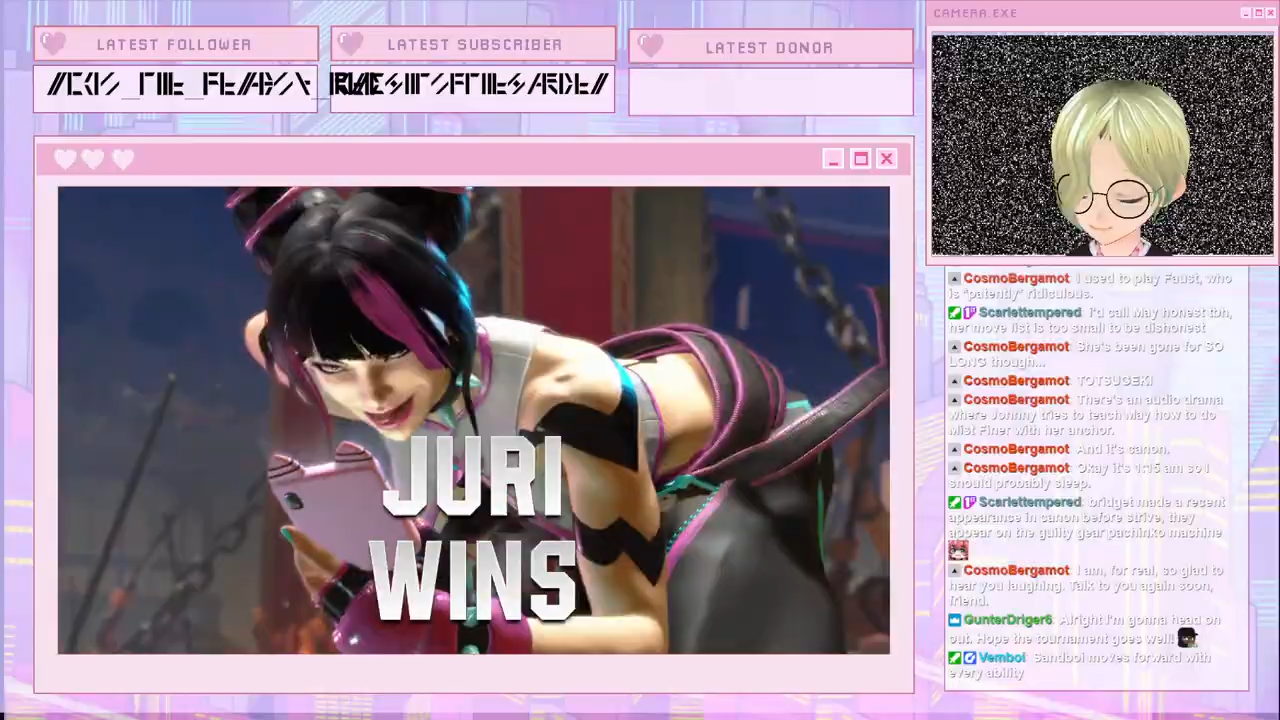 LATEST FOLLOWER
LATEST SUBSCRIBER
LATEST DONOR
CAMERA.EXE
JURI
WINS
CosmoBergamot I used to play Faust, who
is *patently* ridiculous.
Scarlettempered i'd call May honest tbh,
her move list is too small to be dishonest
CosmoBergamot She's been gone for SO
LONG though...
CosmoBergamot TOTSUGEKI
CosmoBergamot There's an audio drama
where Johnny tries to teach May how to do
Mist Finer with her anchor.
CosmoBergamot And it's canon.
CosmoBergamot Okay it's 1:15 am so I
should probably sleep.
Scarlettempered bridget made a recent
appearance in canon before strive, they
appear on the guilty gear pachinko machine
CosmoBergamot I am, for real, so glad to
hear you laughing. Talk to you again soon,
friend.
GunterDriger6 Alright I'm gonna head on
out. Hope the tournament goes well!
Vemboi Sandboi moves forward with
every ability